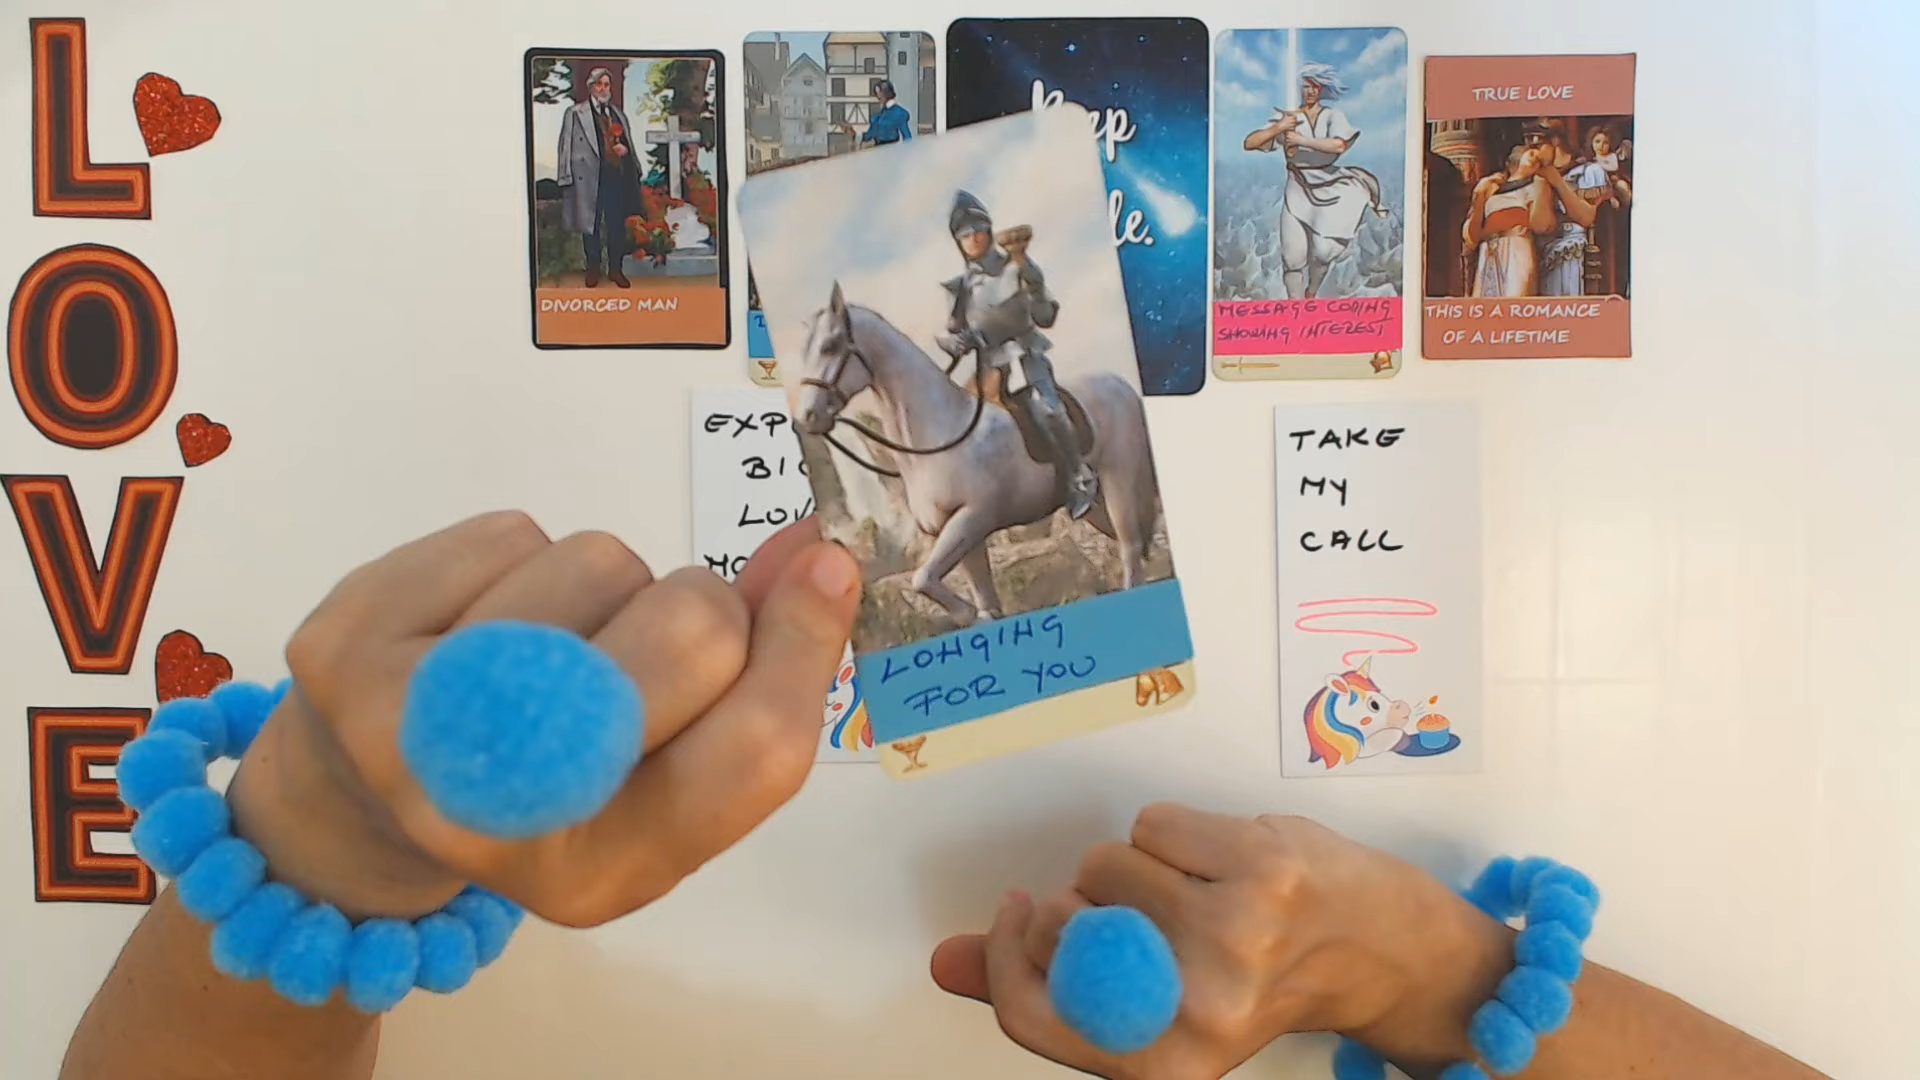 LOVE
DIVORCED MAN
MESSAGE CODING
SHOWING INTEREST
TRUE LOVE
THIS IS A ROMANCE
OF A LIFETIME
TAKE
MY
CALL
LONGING
FOR YOU